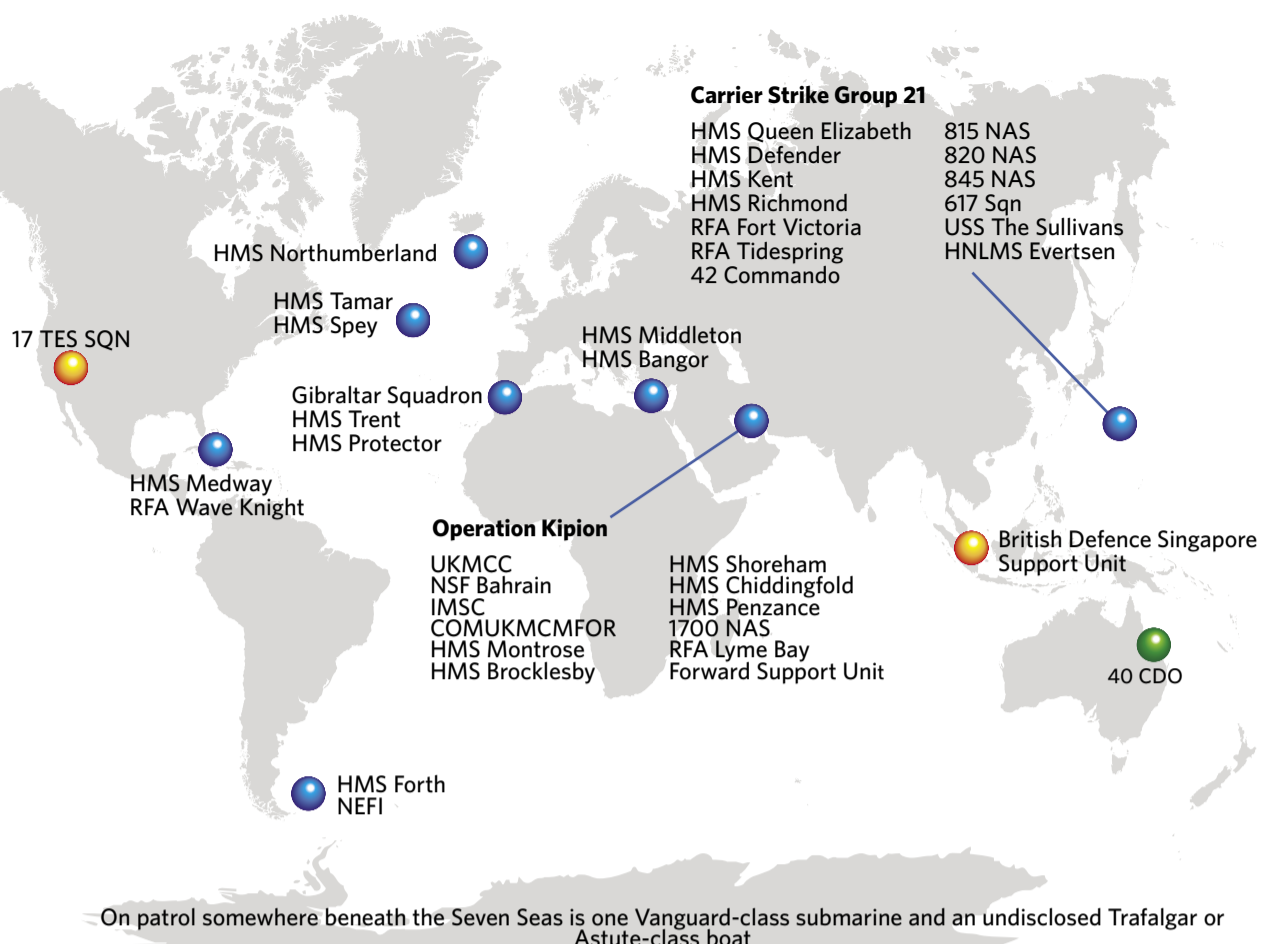 Carrier Strike Group 21
HMS Queen Elizabeth
HMS Defender
HMS Kent
HMS Richmond
RFA Fort Victoria
RFA Tidespring
42 Commando
815 NAS
820 NAS
845 NAS
617 Sqn
USS The Sullivans
HNLMS Evertsen
HMS Northumberland
HMS Tamar
HMS Spey
17 TES SQN
HMS Middleton
HMS Bangor
Gibraltar Squadron
HMS Trent
HMS Protector
HMS Medway
RFA Wave Knight
Operation Kipion
UKMCC
NSF Bahrain
IMSC
COMUKMCMFOR
HMS Montrose
HMS Brocklesby
HMS Shoreham
HMS Chiddingfold
HMS Penzance
1700 NAS
RFA Lyme Bay
Forward Support Unit
British Defence Singapore
Support Unit
40 CDO
HMS Forth
NEFI
On patrol somewhere beneath the Seven Seas is one Vanguard-class submarine and an undisclosed Trafalgar or
Astute-class boat